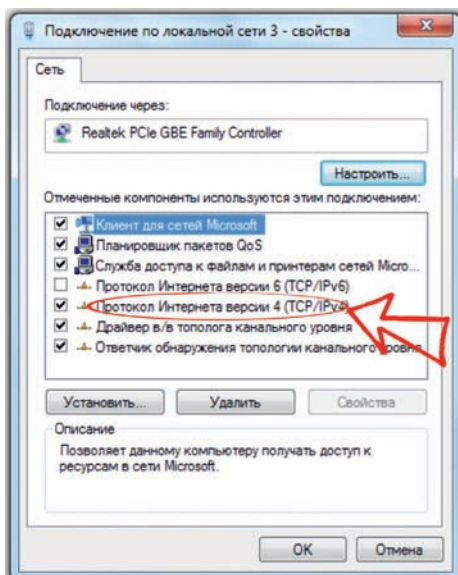 Подключение по локальной сети 3 - свойства
Сеть
Подключение через:
Realtek PCIe GBE Family Controller
Настроить...
Отмеченные компоненты используются этим подключением:
Клиент для сетей Microsoft
Планировщик пакетов QoS
Служба доступа к файлам и принтерам сетей Micro...
Протокол Интернета версии 6 (TCP/IPv6)
Протокол Интернета версии 4 (TCP/IPv4)
Драйвер в/в тополога канального уровня
Ответчик обнаружения топологии канального уровня
Установить...
Удалить
Свойства
Описание
Позволяет данному компьютеру получать доступ к
ресурсам в сети Microsoft.
OK
Отмена